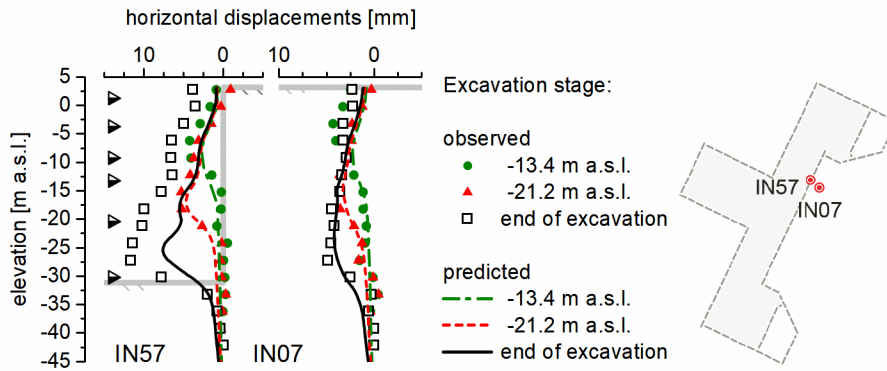 horizontal displacements [mm]
10 0 10 0
5
0
-5
-10
-15
-20
-25
-30
-35
-40
-45
elevation [m a.s.l.]
IN57 IN07
Excavation stage:
observed
-13.4 m a.s.l.
-21.2 m a.s.l.
end of excavation
predicted
-13.4 m a.s.l.
-21.2 m a.s.l.
end of excavation
IN57
IN07